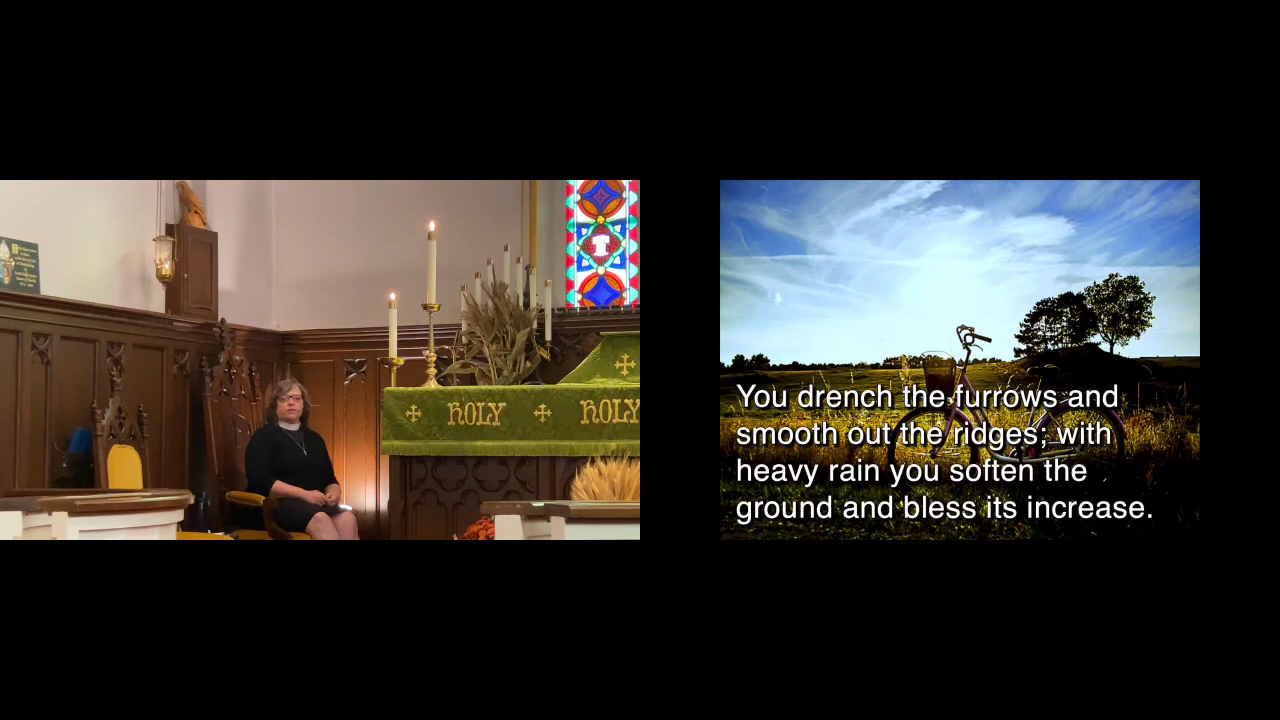 HOLY HOLY
You drench the furrows and
smooth out the ridges; with
heavy rain you soften the
ground and bless its increase.